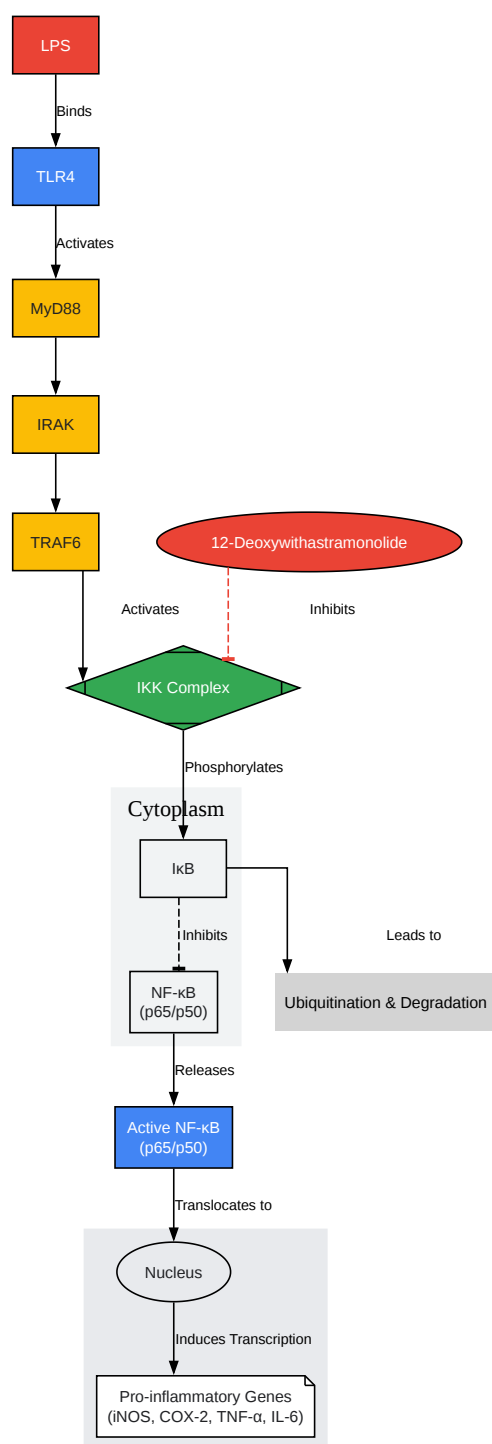 LPS
Binds
TLR4
Activates
MyD88
IRAK
TRAF6
12-Deoxywithastramonolide
Activates
Inhibits
IKK Complex
Phosphorylates
Cytoplasm
IκB
Inhibits
Leads to
NF-κB
(p65/p50)
Ubiquitination & Degradation
Releases
Active NF-κB
(p65/p50)
Translocates to
Nucleus
Induces Transcription
Pro-inflammatory Genes
(iNOS, COX-2, TNF-α, IL-6)